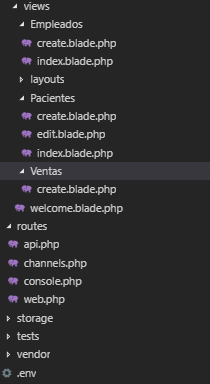 views
Empleados
create.blade.php
index.blade.php
layouts
Pacientes
create.blade.php
edit.blade.php
index.blade.php
Ventas
create.blade.php
welcome.blade.php
routes
api.php
channels.php
console.php
web.php
storage
tests
vendor
.env